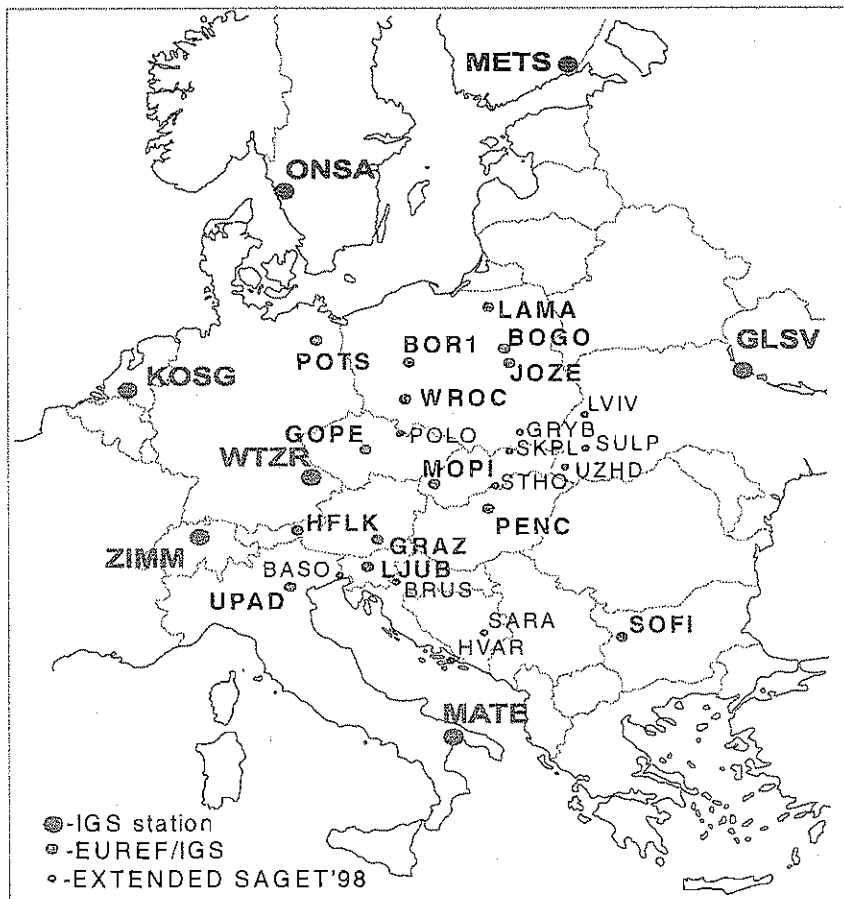 METS
ONSA
LAMA
BOGO
GLSV
POTS
BOR1
JOZE
KOSG
WROC
LVIV
GOPE
POLO
GRYB
WTZR
SKPL
SULP
MOPI
STHO
UZHD
PENC
HFLK
ZIMM
GRAZ
BASO
LJUB
BRUS
UPAD
SARA
SOFI
HVAR
MATE
-IGS station
-EUREF/IGS
-EXTENDED SAGET'98